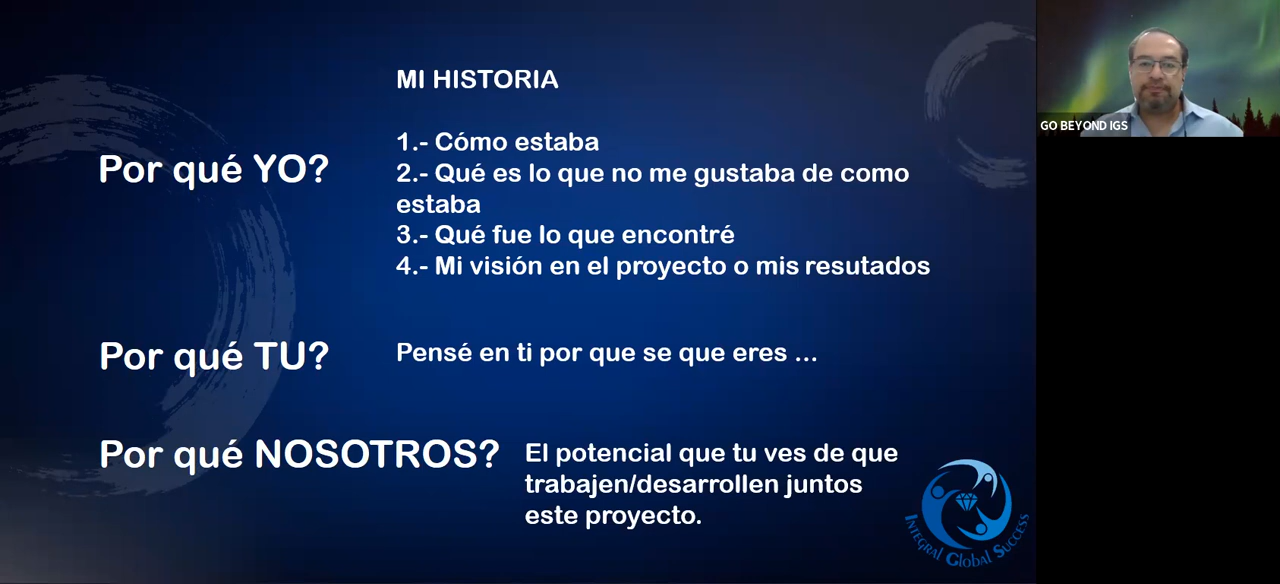 MI HISTORIA
1.- Cómo estaba
2.- Qué es lo que no me gustaba de como
estaba
3.- Qué fue lo que encontré
4.- Mi visión en el proyecto o mis resutados
Por qué YO?
Por qué TU?
Pensé en ti por que se que eres ...
Por qué NOSOTROS?
El potencial que tu ves de que
trabajen/desarrollen juntos
este proyecto.
INTEGRAL GLOBAL SUCCESS
GO BEYOND IGS